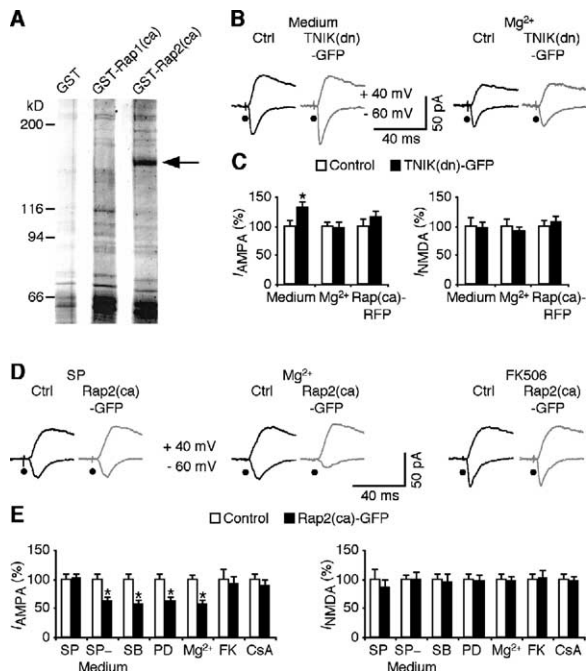 A
GST
GST-Rap1(ca)
GST-Rap2(ca)
kD
200
116
94
66
B
Medium
Ctrl TNIK(dn)
-GFP
+ 40 mV
- 60 mV
40 ms
50 pA
Mg2+
Ctrl TNIK(dn)
-GFP
C
Control TNIK(dn)-GFP
IAMPA (%)
150
100
50
0
*
Medium Mg2+ Rap(ca)-
RFP
INMDA (%)
150
100
50
0
Medium Mg2+ Rap(ca)-
RFP
D
SP
Ctrl Rap2(ca)
-GFP
+ 40 mV
- 60 mV
Mg2+
Ctrl Rap2(ca)
-GFP
40 ms
50 pA
FK506
Ctrl Rap2(ca)
-GFP
E
Control Rap2(ca)-GFP
IAMPA (%)
150
100
50
0
* * * *
SP SP– SB PD Mg2+ FK CsA
Medium
INMDA (%)
150
100
50
0
SP SP– SB PD Mg2+ FK CsA
Medium